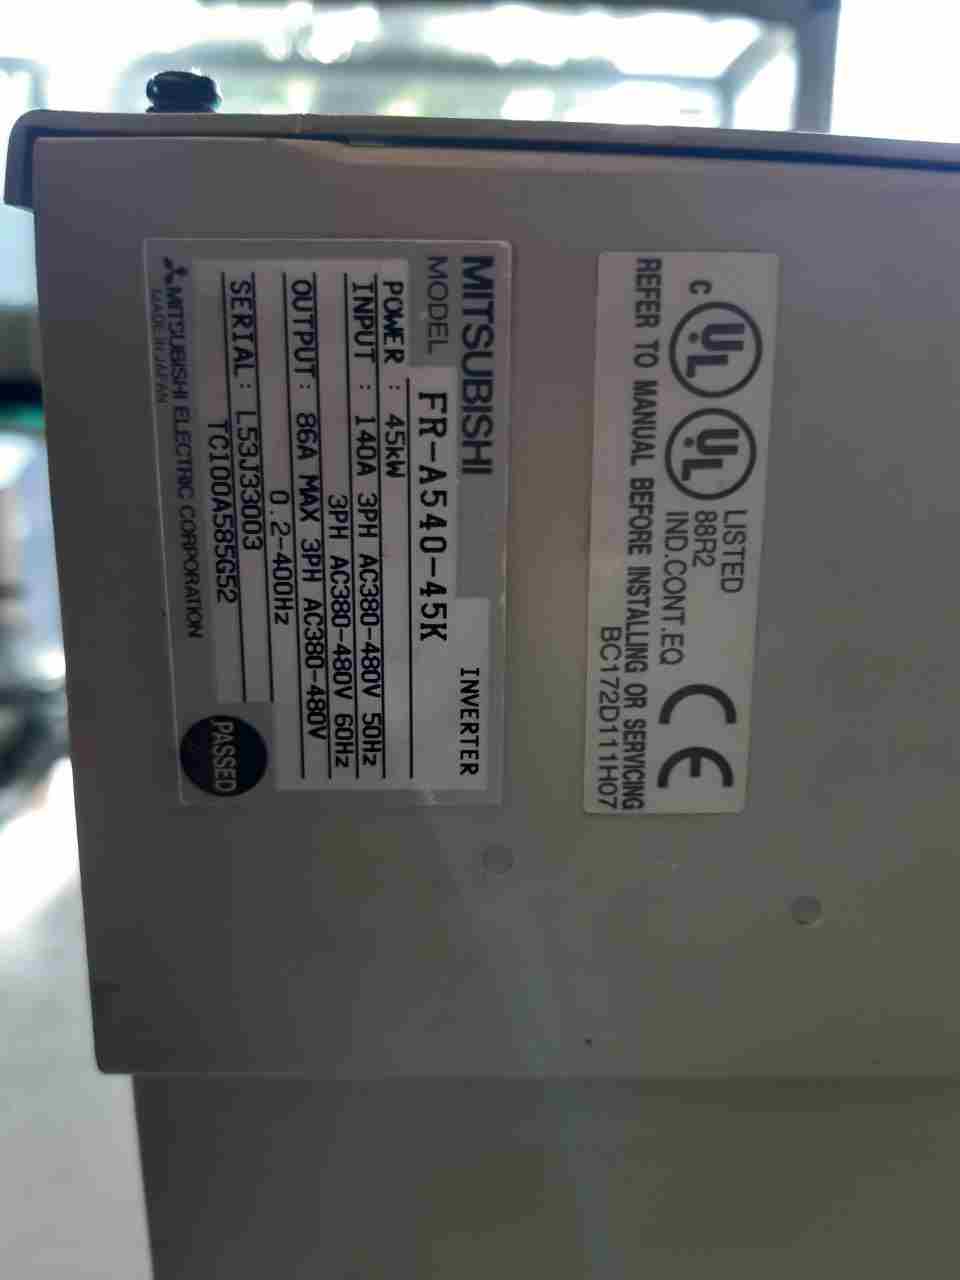 MITSUBISHI
INVERTER
MODEL FR-A540-45K
POWER : 45kW
INPUT : 140A 3PH AC380-480V 50Hz
3PH AC380-480V 60Hz
OUTPUT: 86A MAX 3PH AC380-480V
0.2-400Hz
SERIAL: L53J33003
TC100A585G52
PASSED
MITSUBISHI ELECTRIC CORPORATION
MADE IN JAPAN
C UL UL LISTED
88R2
IND.CONT.EQ
CE
REFER TO MANUAL BEFORE INSTALLING OR SERVICING
BC172D111H07